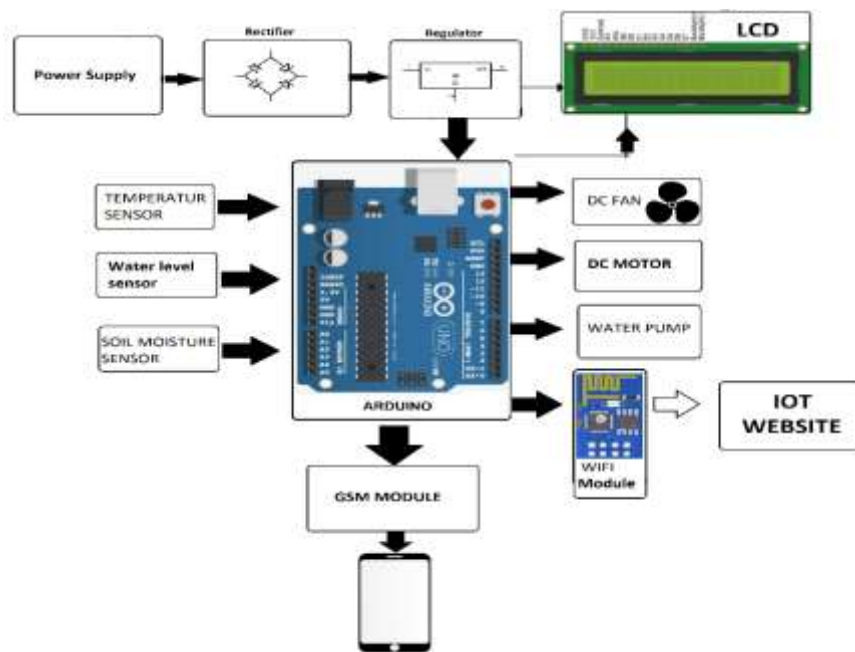 Rectifier
Regulator
LCD
Power Supply
TEMPERATUR
SENSOR
DC FAN
Water level
sensor
DC MOTOR
SOIL MOISTURE
SENSOR
WATER PUMP
ARDUINO
IOT
WEBSITE
WIFI
Module
GSM MODULE